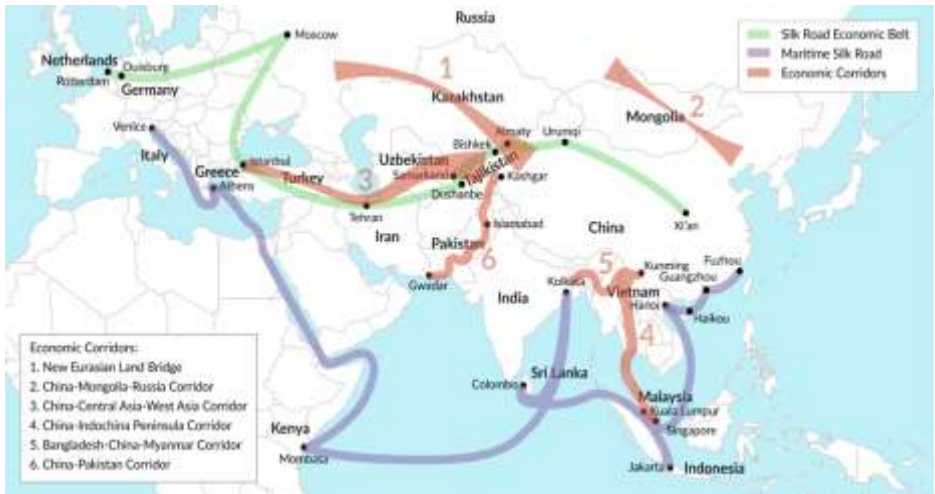 Russia
Silk Road Economic Belt
Maritime Silk Road
Economic Corridors
Moscow
Netherlands
Duisburg
Rotterdam
Germany
1
Kazakhstan
2
Mongolia
Venice
Almaty
Urumqi
Bishkek
Italy
Istanbul
Uzbekistan
Samarkand
Tajikistan
Greece
Turkey
3
Kashgar
Athens
Dushanbe
Tehran
Xi'an
Islamabad
Iran
Pakistan
China
6
5
Fuzhou
Gwadar
Kunming
Guangzhou
Kolkata
Vietnam
India
Hanoi
Haikou
4
Economic Corridors:
1. New Eurasian Land Bridge
2. China-Mongolia-Russia Corridor
3. China-Central Asia-West Asia Corridor
4. China-Indochina Peninsula Corridor
5. Bangladesh-China-Myanmar Corridor
6. China-Pakistan Corridor
Sri Lanka
Colombo
Malaysia
Kuala Lumpur
Kenya
Singapore
Mombasa
Jakarta
Indonesia